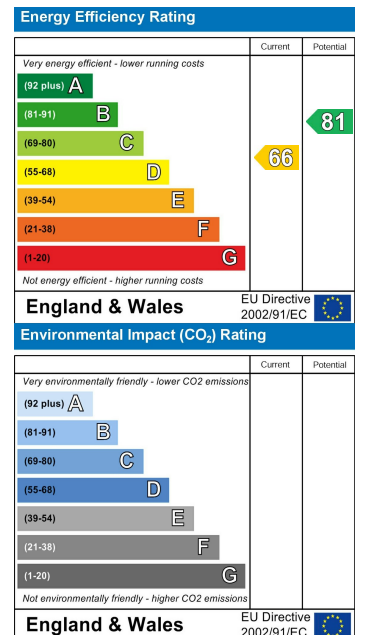 Energy Efficiency Rating
Current Potential
Very energy efficient - lower running costs
(92 plus) A
(81-91) B
81
(69-80) C
66
(55-68) D
(39-54) E
(21-38) F
(1-20) G
Not energy efficient - higher running costs
England & Wales EU Directive 2002/91/EC
Environmental Impact (CO₂) Rating
Current Potential
Very environmentally friendly - lower CO2 emissions
(92 plus) A
(81-91) B
(69-80) C
(55-68) D
(39-54) E
(21-38) F
(1-20) G
Not environmentally friendly - higher CO2 emissions
England & Wales EU Directive 2002/91/EC